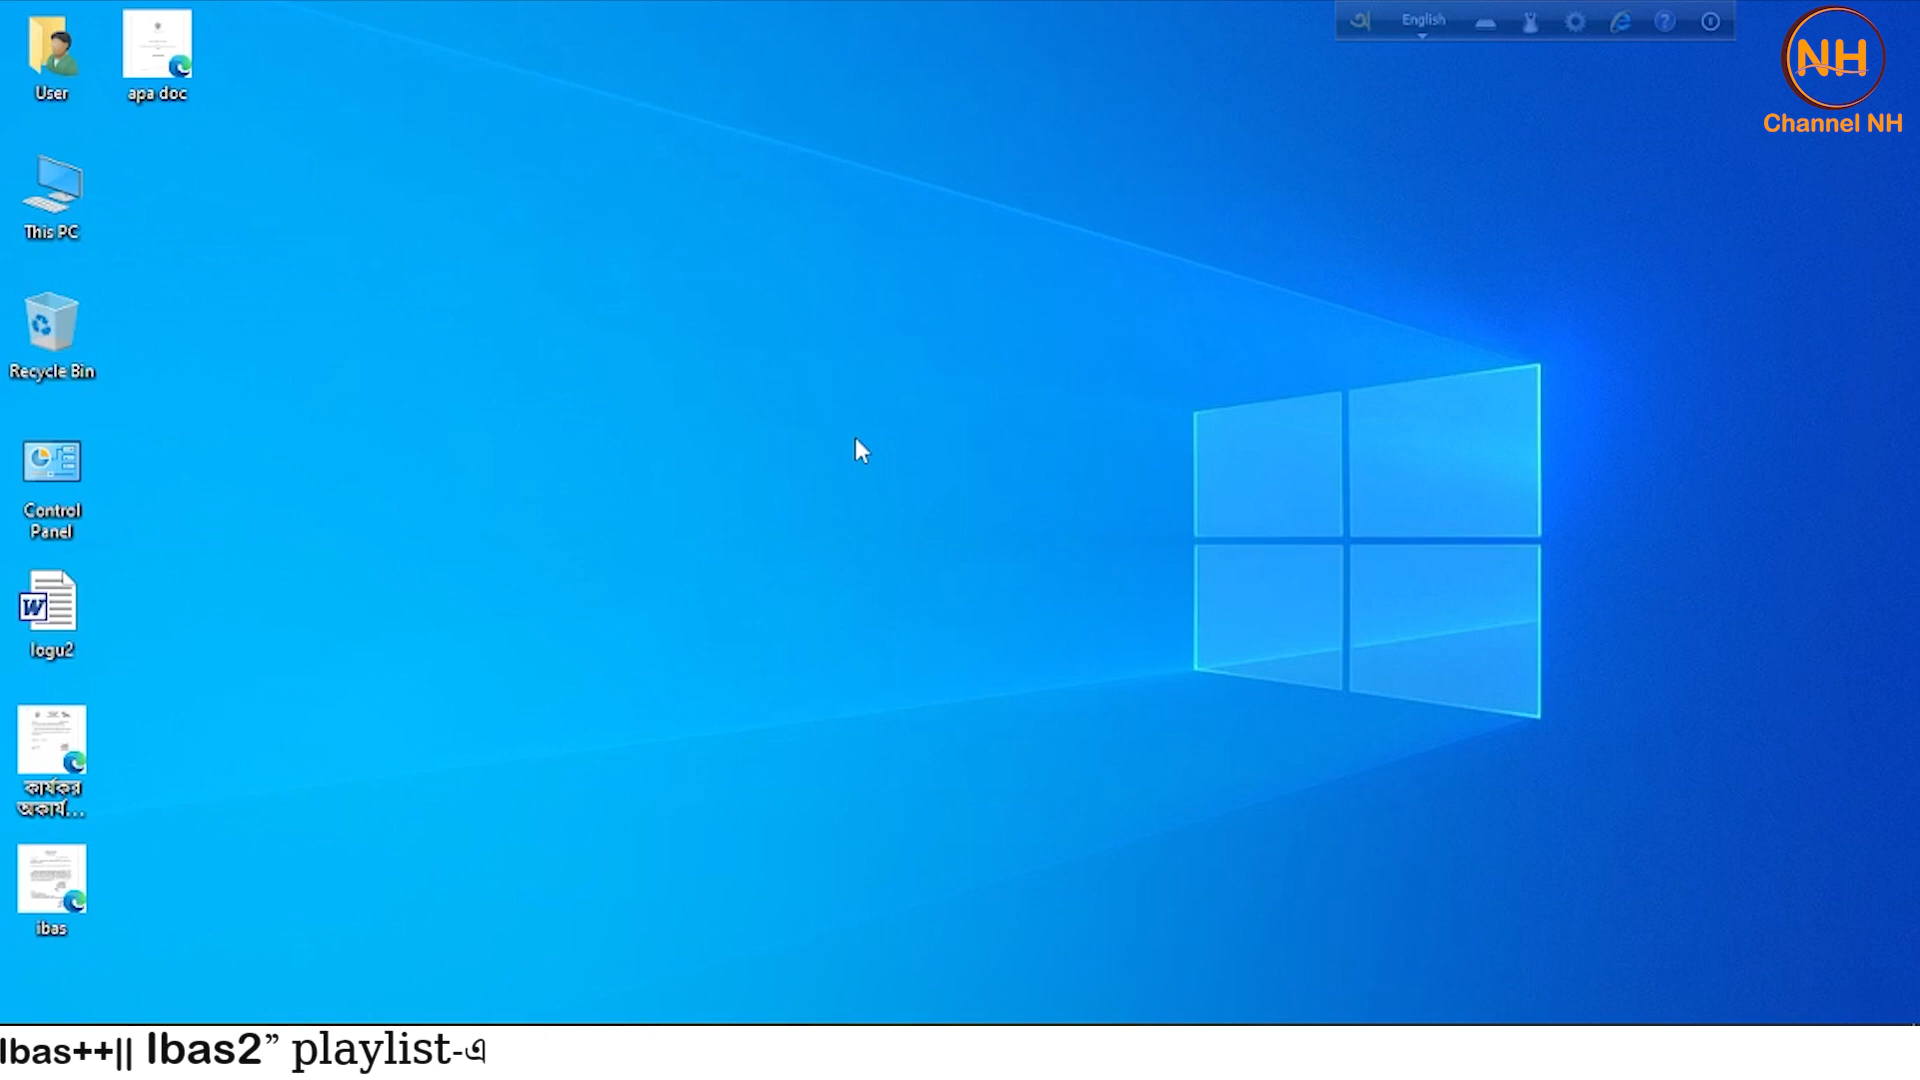 User
apa doc
English
NH
Channel NH
This PC
Recycle Bin
Control
Panel
logu2
কার্যকর
অকার্য...
ibas
Ibas++|| Ibas2” playlist-এ